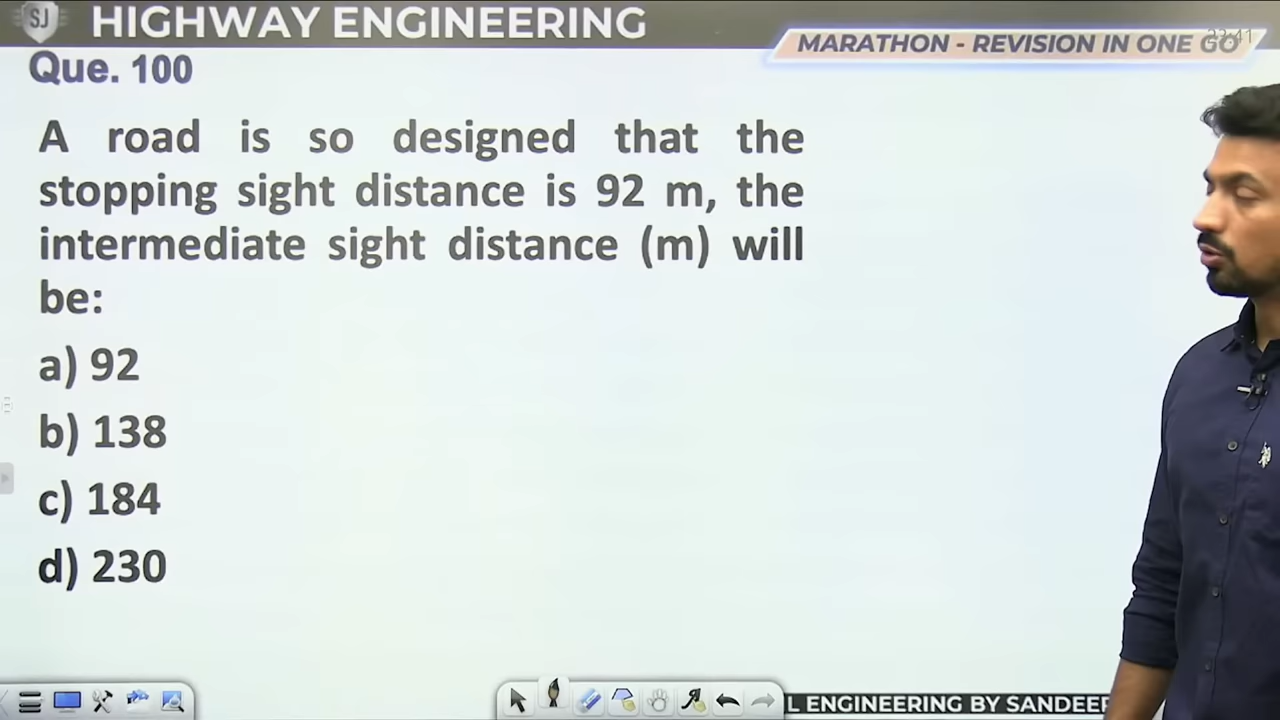 SJ
HIGHWAY ENGINEERING
MARATHON - REVISION IN ONE GO
Que. 100
A road is so designed that the
stopping sight distance is 92 m, the
intermediate sight distance (m) will
be:
a) 92
b) 138
c) 184
d) 230
L ENGINEERING BY SANDEEP